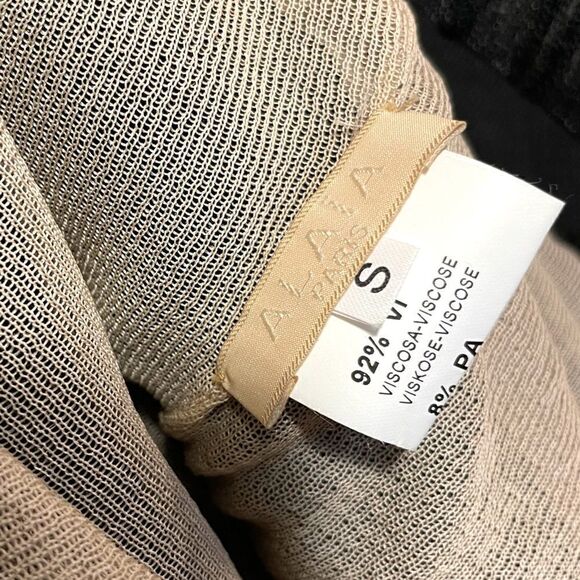 ALAÏA
PARIS
S
92% VI
VISCOSA-VISCOSE
VISKOSE-VISCOSE
8% PA